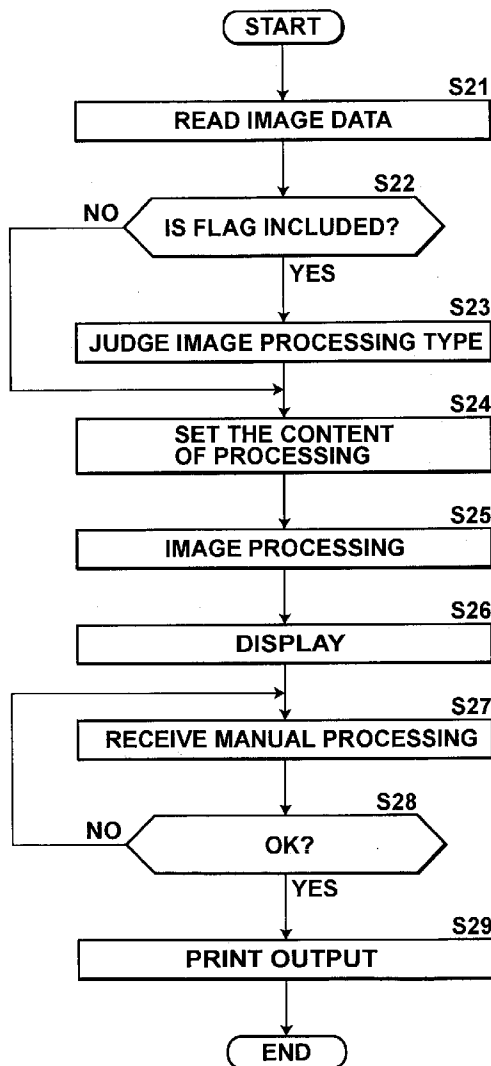 START
S21
READ IMAGE DATA
S22
NO
IS FLAG INCLUDED?
YES
S23
JUDGE IMAGE PROCESSING TYPE
S24
SET THE CONTENT
OF PROCESSING
S25
IMAGE PROCESSING
S26
DISPLAY
S27
RECEIVE MANUAL PROCESSING
S28
NO
OK?
YES
S29
PRINT OUTPUT
END